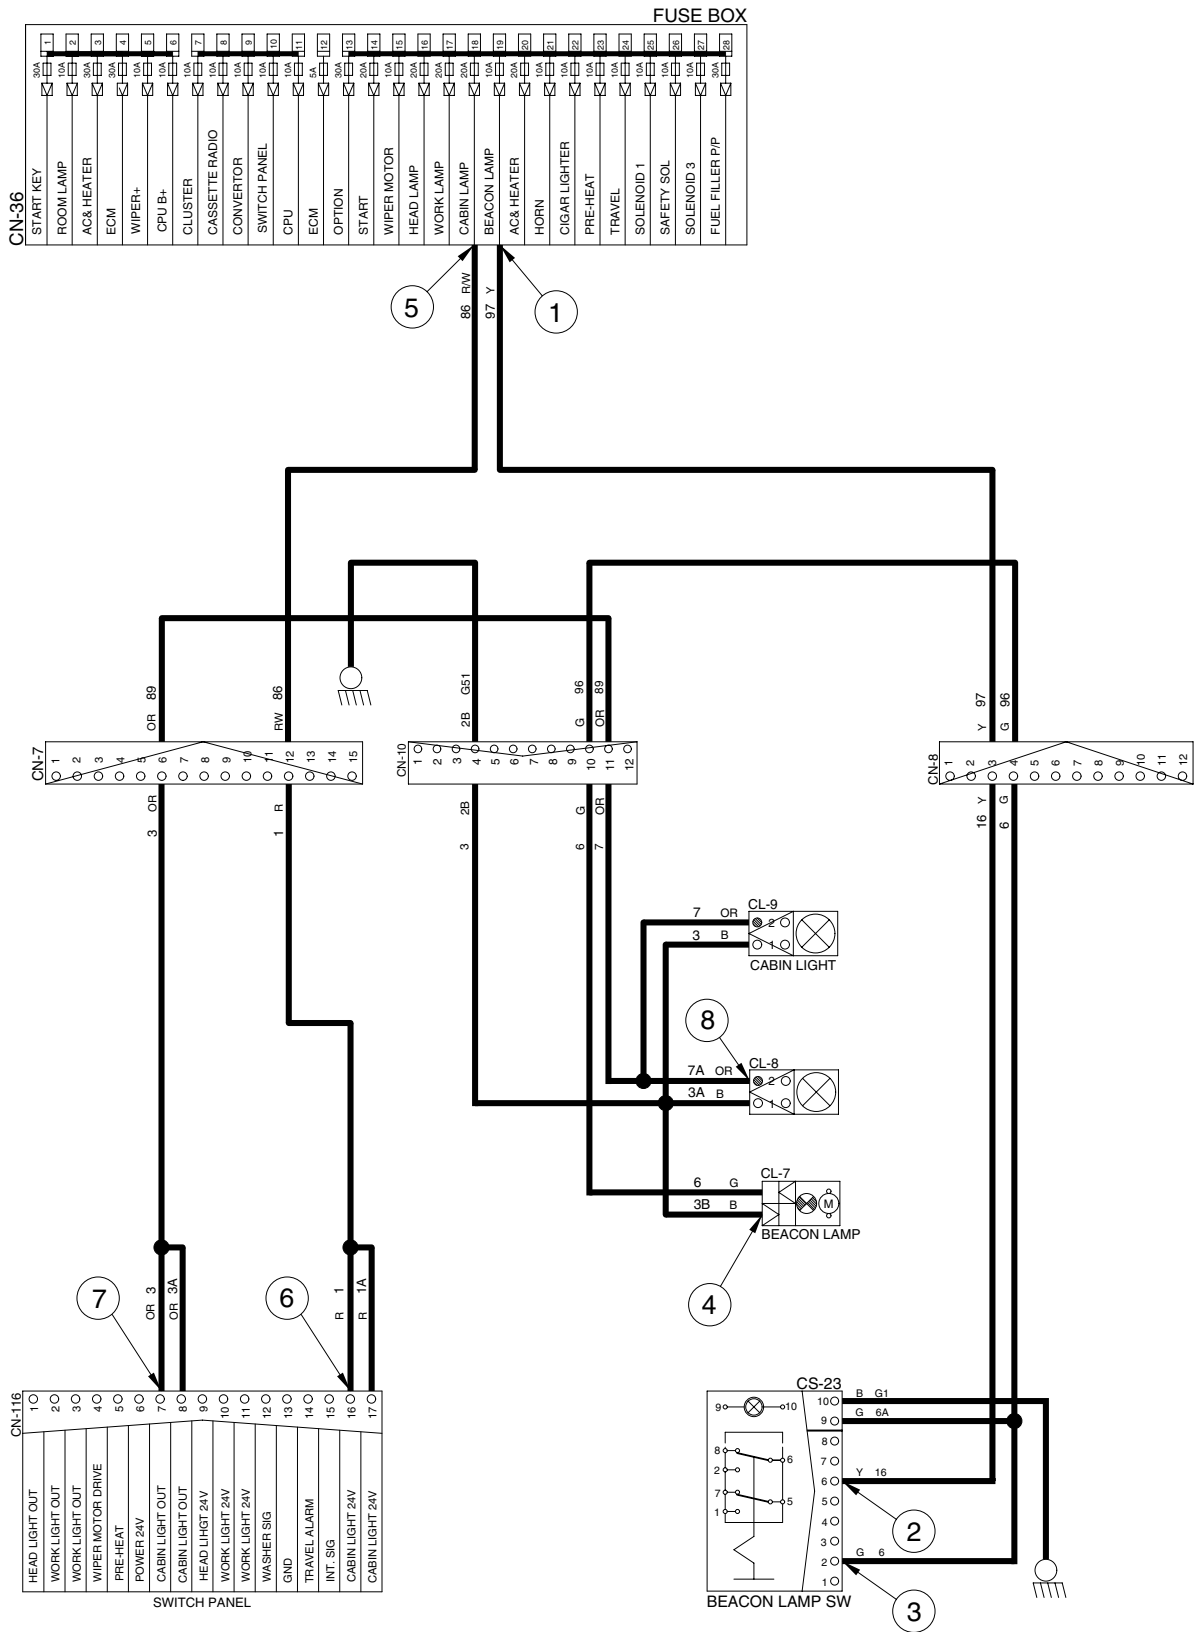 FUSE BOX
CN-36
1 2 3 4 5 6 7 8 9 10 11 12 13 14 15 16 17 18 19 20 21 22 23 24 25 26 27 28
30A 10A 30A 30A 10A 10A 10A 10A 10A 10A 10A 5A 30A 20A 10A 20A 20A 20A 10A 20A 10A 10A 10A 10A 10A 10A 10A 30A
START KEY
ROOM LAMP
AC& HEATER
ECM
WIPER+
CPU B+
CLUSTER
CASSETTE RADIO
CONVERTOR
SWITCH PANEL
CPU
ECM
OPTION
START
WIPER MOTOR
HEAD LAMP
WORK LAMP
CABIN LAMP
BEACON LAMP
AC& HEATER
HORN
CIGAR LIGHTER
PRE-HEAT
TRAVEL
SOLENOID 1
SAFETY SOL
SOLENOID 3
FUEL FILLER P/P
5
86 R/W
97 Y
1
OR 89
RW 86
2B G51
G 96
OR 89
Y 97
G 96
CN-7
1 2 3 4 5 6 7 8 9 10 11 12 13 14 15
CN-10
1 2 3 4 5 6 7 8 9 10 11 12
CN-8
1 2 3 4 5 6 7 8 9 10 11 12
3 OR
1 R
3 2B
6 G
7 OR
16 Y
6 G
CL-9
7 OR
3 B
2
1
CABIN LIGHT
8
CL-8
7A OR
3A B
2
1
CL-7
6 G
3B B
M
BEACON LAMP
4
7
OR 3
OR 3A
6
R 1
R 1A
CN-116
1 2 3 4 5 6 7 8 9 10 11 12 13 14 15 16 17
HEAD LIGHT OUT
WORK LIGHT OUT
WORK LIGHT OUT
WIPER MOTOR DRIVE
PRE-HEAT
POWER 24V
CABIN LIGHT OUT
CABIN LIGHT OUT
HEAD LIHGT 24V
WORK LIGHT 24V
WORK LIGHT 24V
WASHER SIG
GND
TRAVEL ALARM
INT. SIG
CABIN LIGHT 24V
CABIN LIGHT 24V
SWITCH PANEL
CS-23
9 10
8 6
2
7 5
1
10 B G1
9 G 6A
8
7
6 Y 16
5
4
3
2 G 6
1
2
3
BEACON LAMP SW